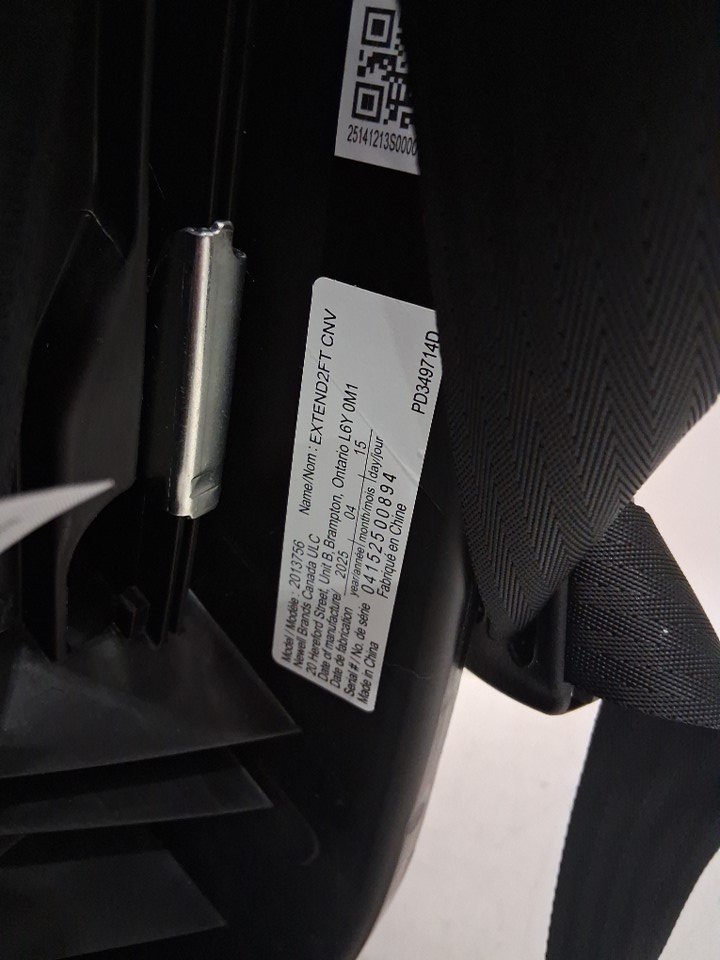 25141213S0000
Model / Modèle : 2013756 Name/Nom : EXTEND2FT CNV
Newell Brands Canada ULC
20 Hereford Street, Unit B, Brampton, Ontario L6Y 0M1
Date of manufacture/ 2025 04 15
Date de fabrication year/année month/mois day/jour
Serial # / No. de série 04152500894
Made in China Fabriqué en Chine
PD349714D